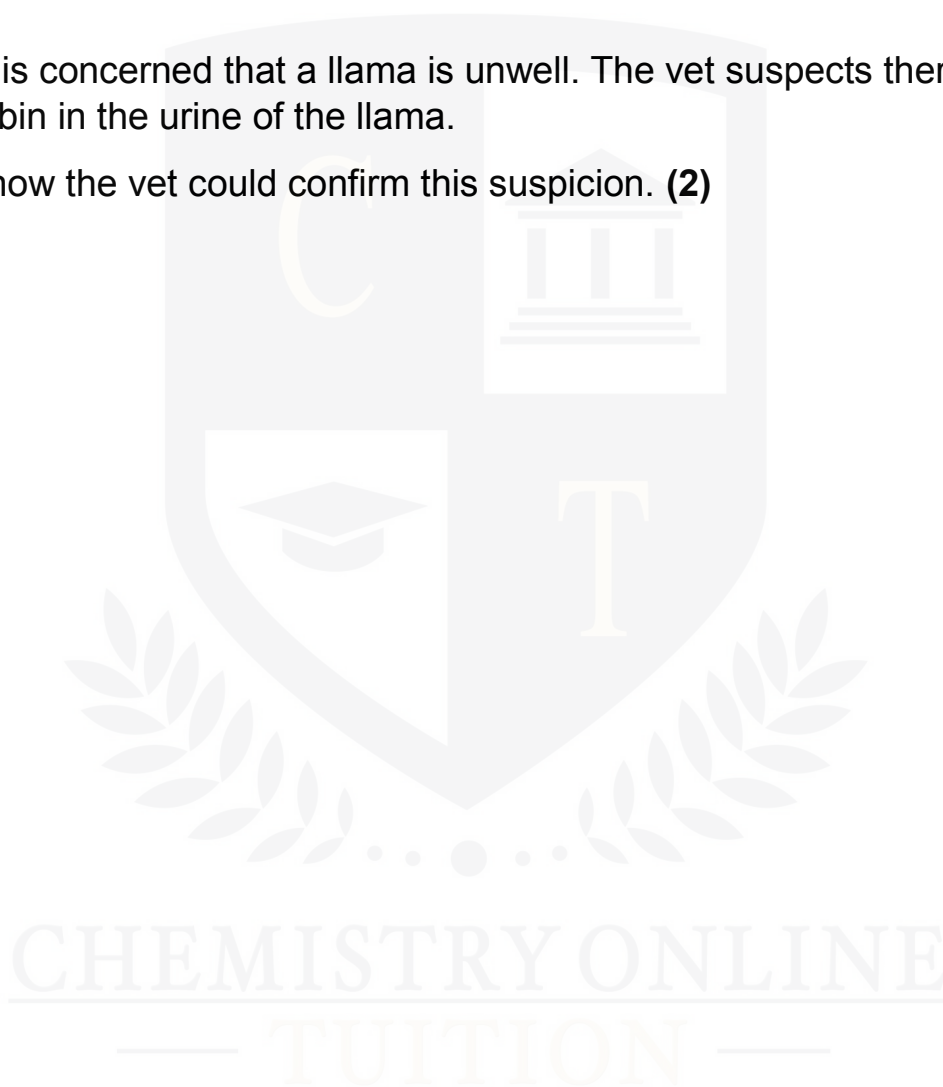 is concerned that a llama is unwell. The vet suspects ther
bin in the urine of the llama.
now the vet could confirm this suspicion. (2)
C
T
CHEMISTRY ONLINE
TUITION